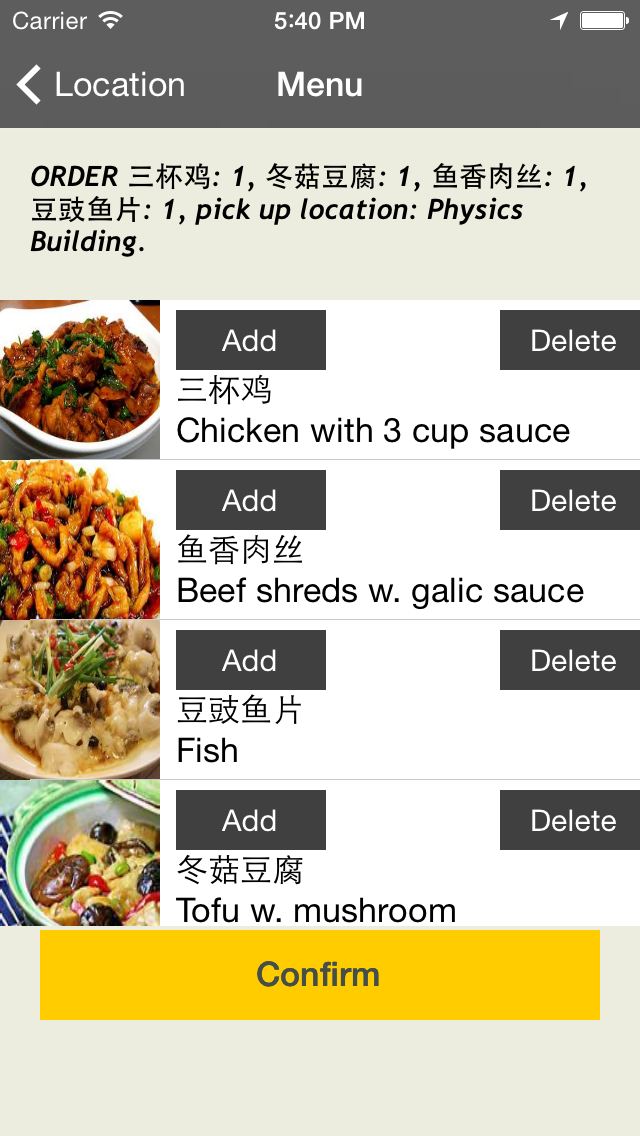 Carrier 5:40 PM
Location Menu
ORDER 三杯鸡: 1, 冬菇豆腐: 1, 鱼香肉丝: 1,
豆豉鱼片: 1, pick up location: Physics
Building.
Add Delete
三杯鸡
Chicken with 3 cup sauce
Add Delete
鱼香肉丝
Beef shreds w. galic sauce
Add Delete
豆豉鱼片
Fish
Add Delete
冬菇豆腐
Tofu w. mushroom
Confirm